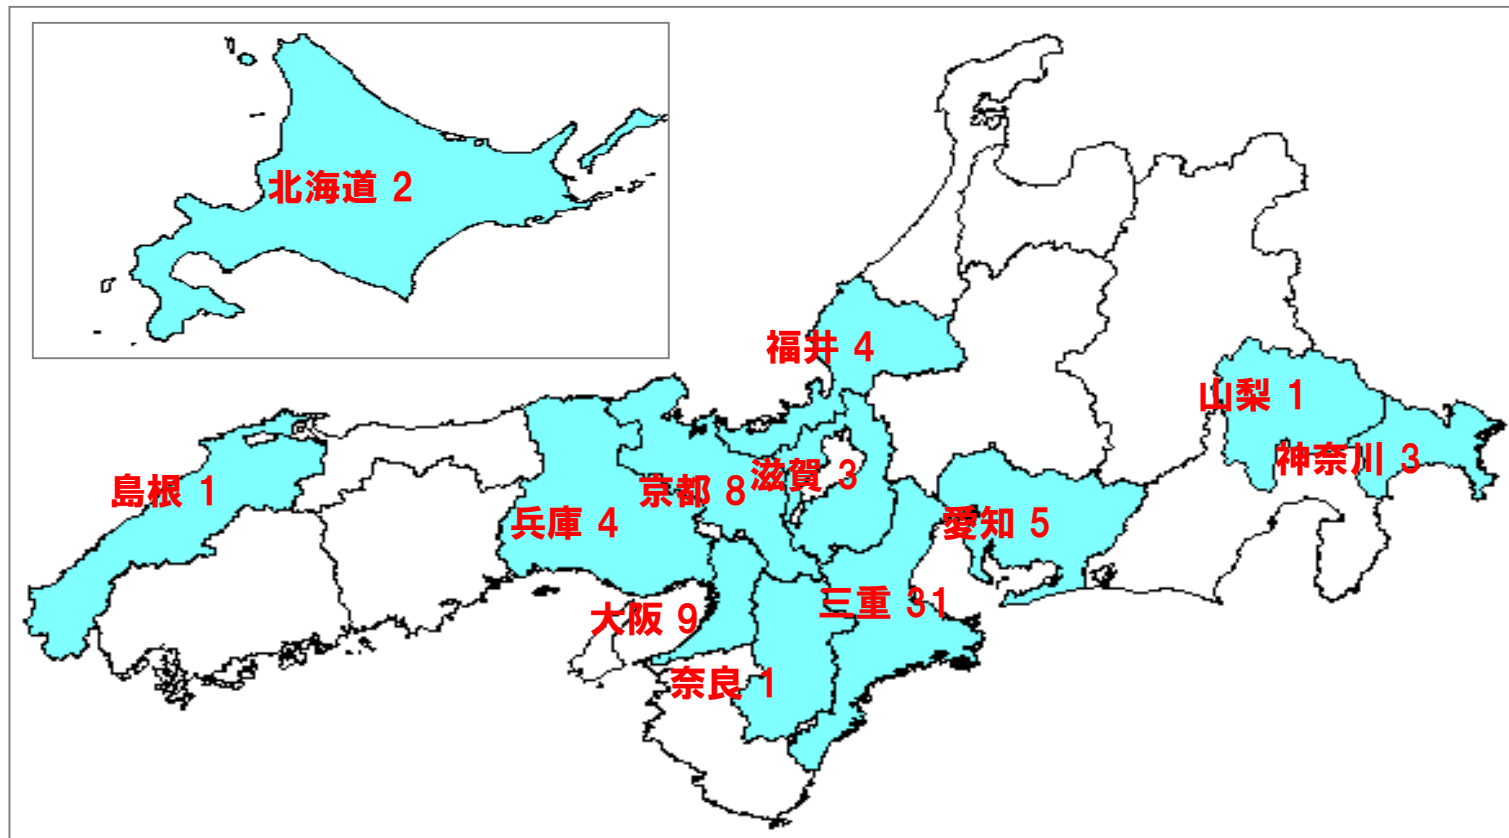 北海道 2
福井 4
山梨 1
神奈川 3
滋賀 3
京都 8
島根 1
兵庫 4
愛知 5
三重 31
大阪 9
奈良 1